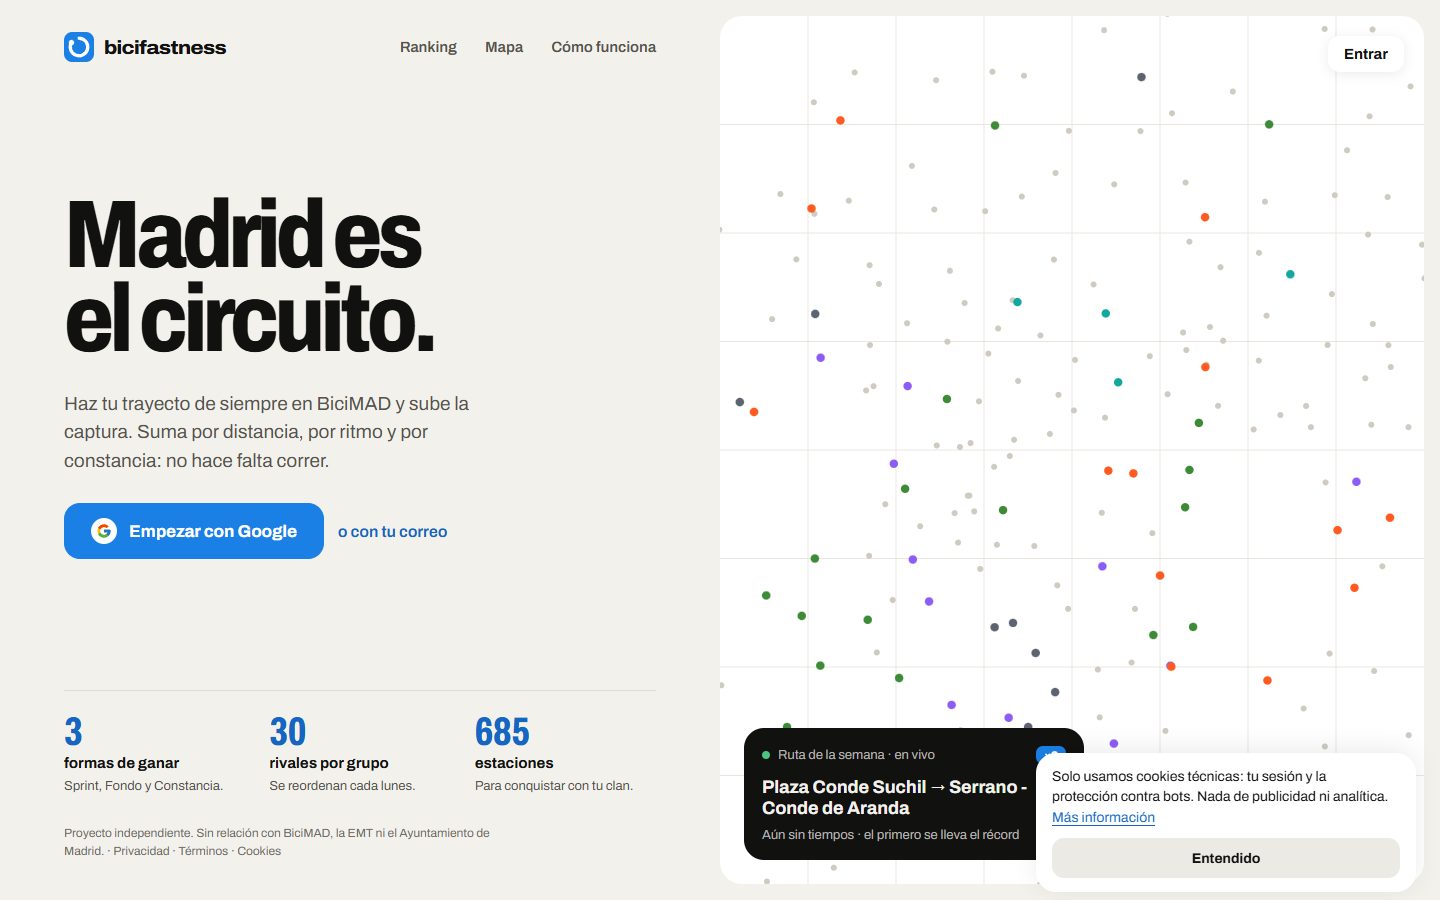 bicifastness
Ranking
Mapa
Cómo funciona
Entrar
Madrid es
el circuito.
Haz tu trayecto de siempre en BiciMAD y sube la
captura. Suma por distancia, por ritmo y por
constancia: no hace falta correr.
Empezar con Google
o con tu correo
3
formas de ganar
Sprint, Fondo y Constancia.
30
rivales por grupo
Se reordenan cada lunes.
685
estaciones
Para conquistar con tu clan.
Proyecto independiente. Sin relación con BiciMAD, la EMT ni el Ayuntamiento de
Madrid. · Privacidad · Términos · Cookies
Ruta de la semana · en vivo
Plaza Conde Suchil → Serrano -
Conde de Aranda
Aún sin tiempos · el primero se lleva el récord
Solo usamos cookies técnicas: tu sesión y la
protección contra bots. Nada de publicidad ni analítica.
Más información
Entendido